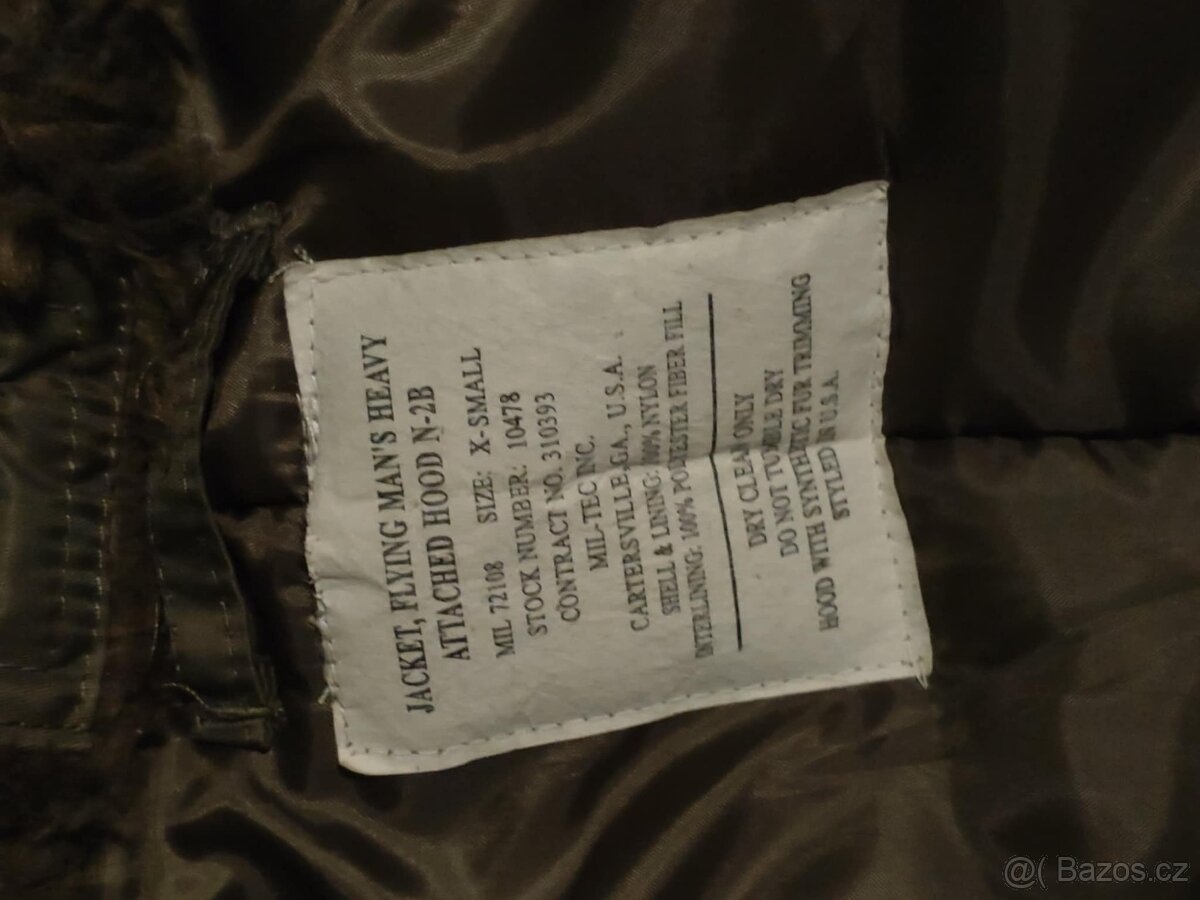 JACKET, FLYING MAN'S HEAVY
ATTACHED HOOD N-2B
MIL 72108 SIZE: X-SMALL
STOCK NUMBER: 10478
CONTRACT NO. 310393
MIL-TEC INC.
CARTERSVILLE,GA., U.S.A.
SHELL & LINING: 100% NYLON
INTERLINING: 100% POLYESTER FIBER FILL
DRY CLEAN ONLY
DO NOT TUMBLE DRY
HOOD WITH SYNTHETIC FUR TRIMMING
STYLED IN U.S.A.
@( Bazos.cz